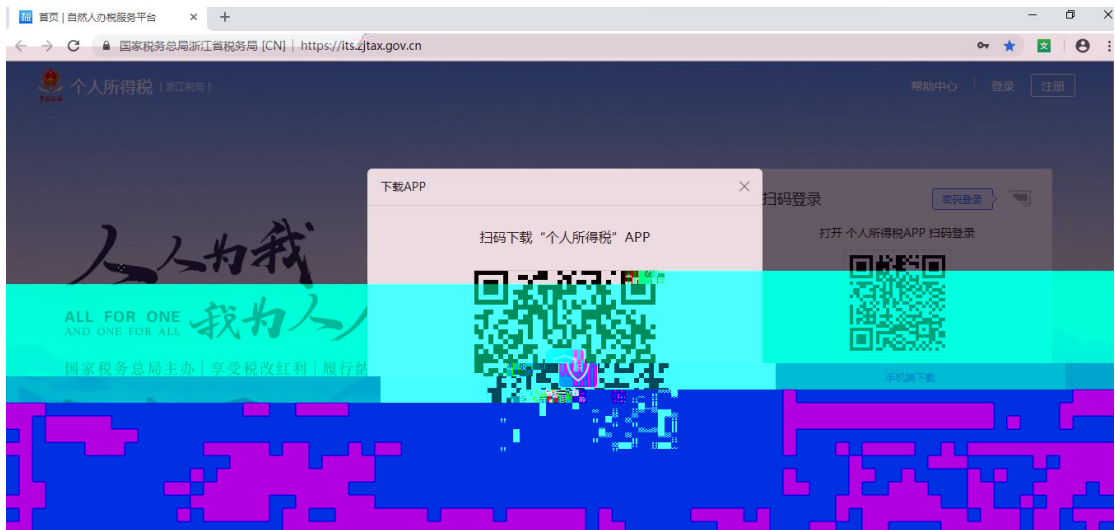 首页 | 自然人办税服务平台
国家税务总局浙江省税务局 [CN] | https://its.zjtax.gov.cn
个人所得税 [ 浙江税务 ]
帮助中心 登录 注册
下载APP
扫码登录 密码登录
扫码下载“个人所得税”APP
打开 个人所得税APP 扫码登录
人人为我
我为人人
ALL FOR ONE
AND ONE FOR ALL
国家税务总局主办 | 享受税改红利 | 履行纳
手机端下载